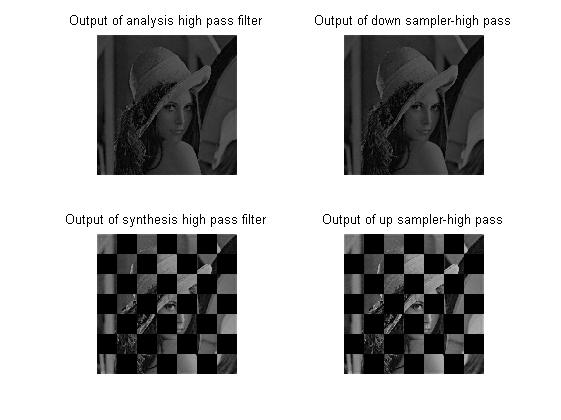 Output of analysis high pass filter
Output of down sampler-high pass
Output of synthesis high pass filter
Output of up sampler-high pass